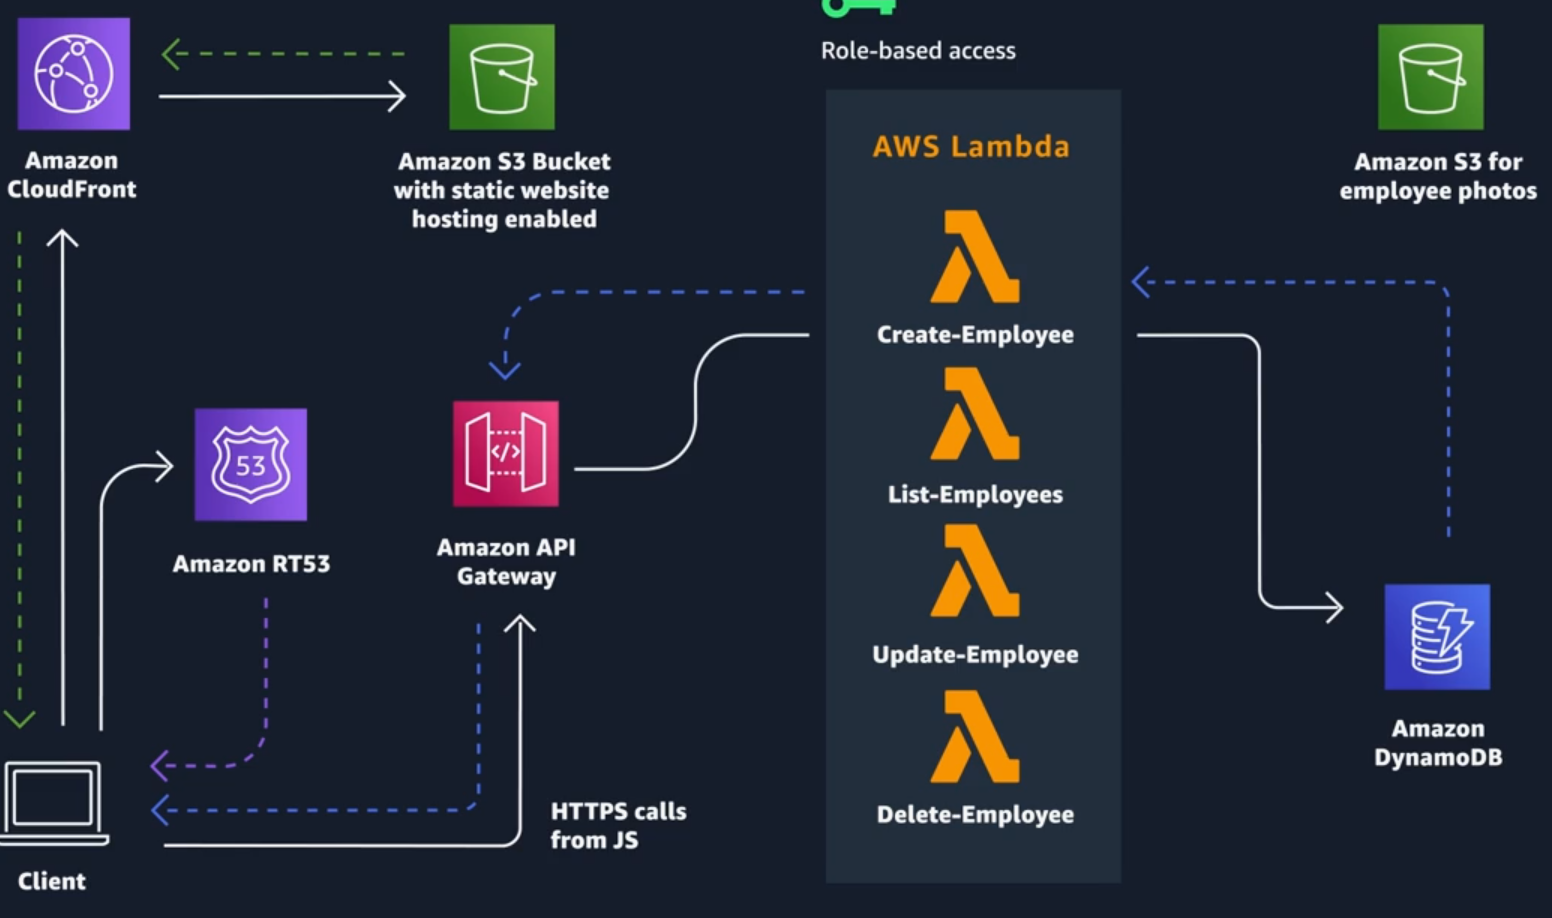 Role-based access
Amazon
CloudFront
Amazon S3 Bucket
with static website
hosting enabled
AWS Lambda
Amazon S3 for
employee photos
Create-Employee
53
Amazon RT53
</>
Amazon API
Gateway
List-Employees
Update-Employee
Amazon
DynamoDB
HTTPS calls
from JS
Delete-Employee
Client